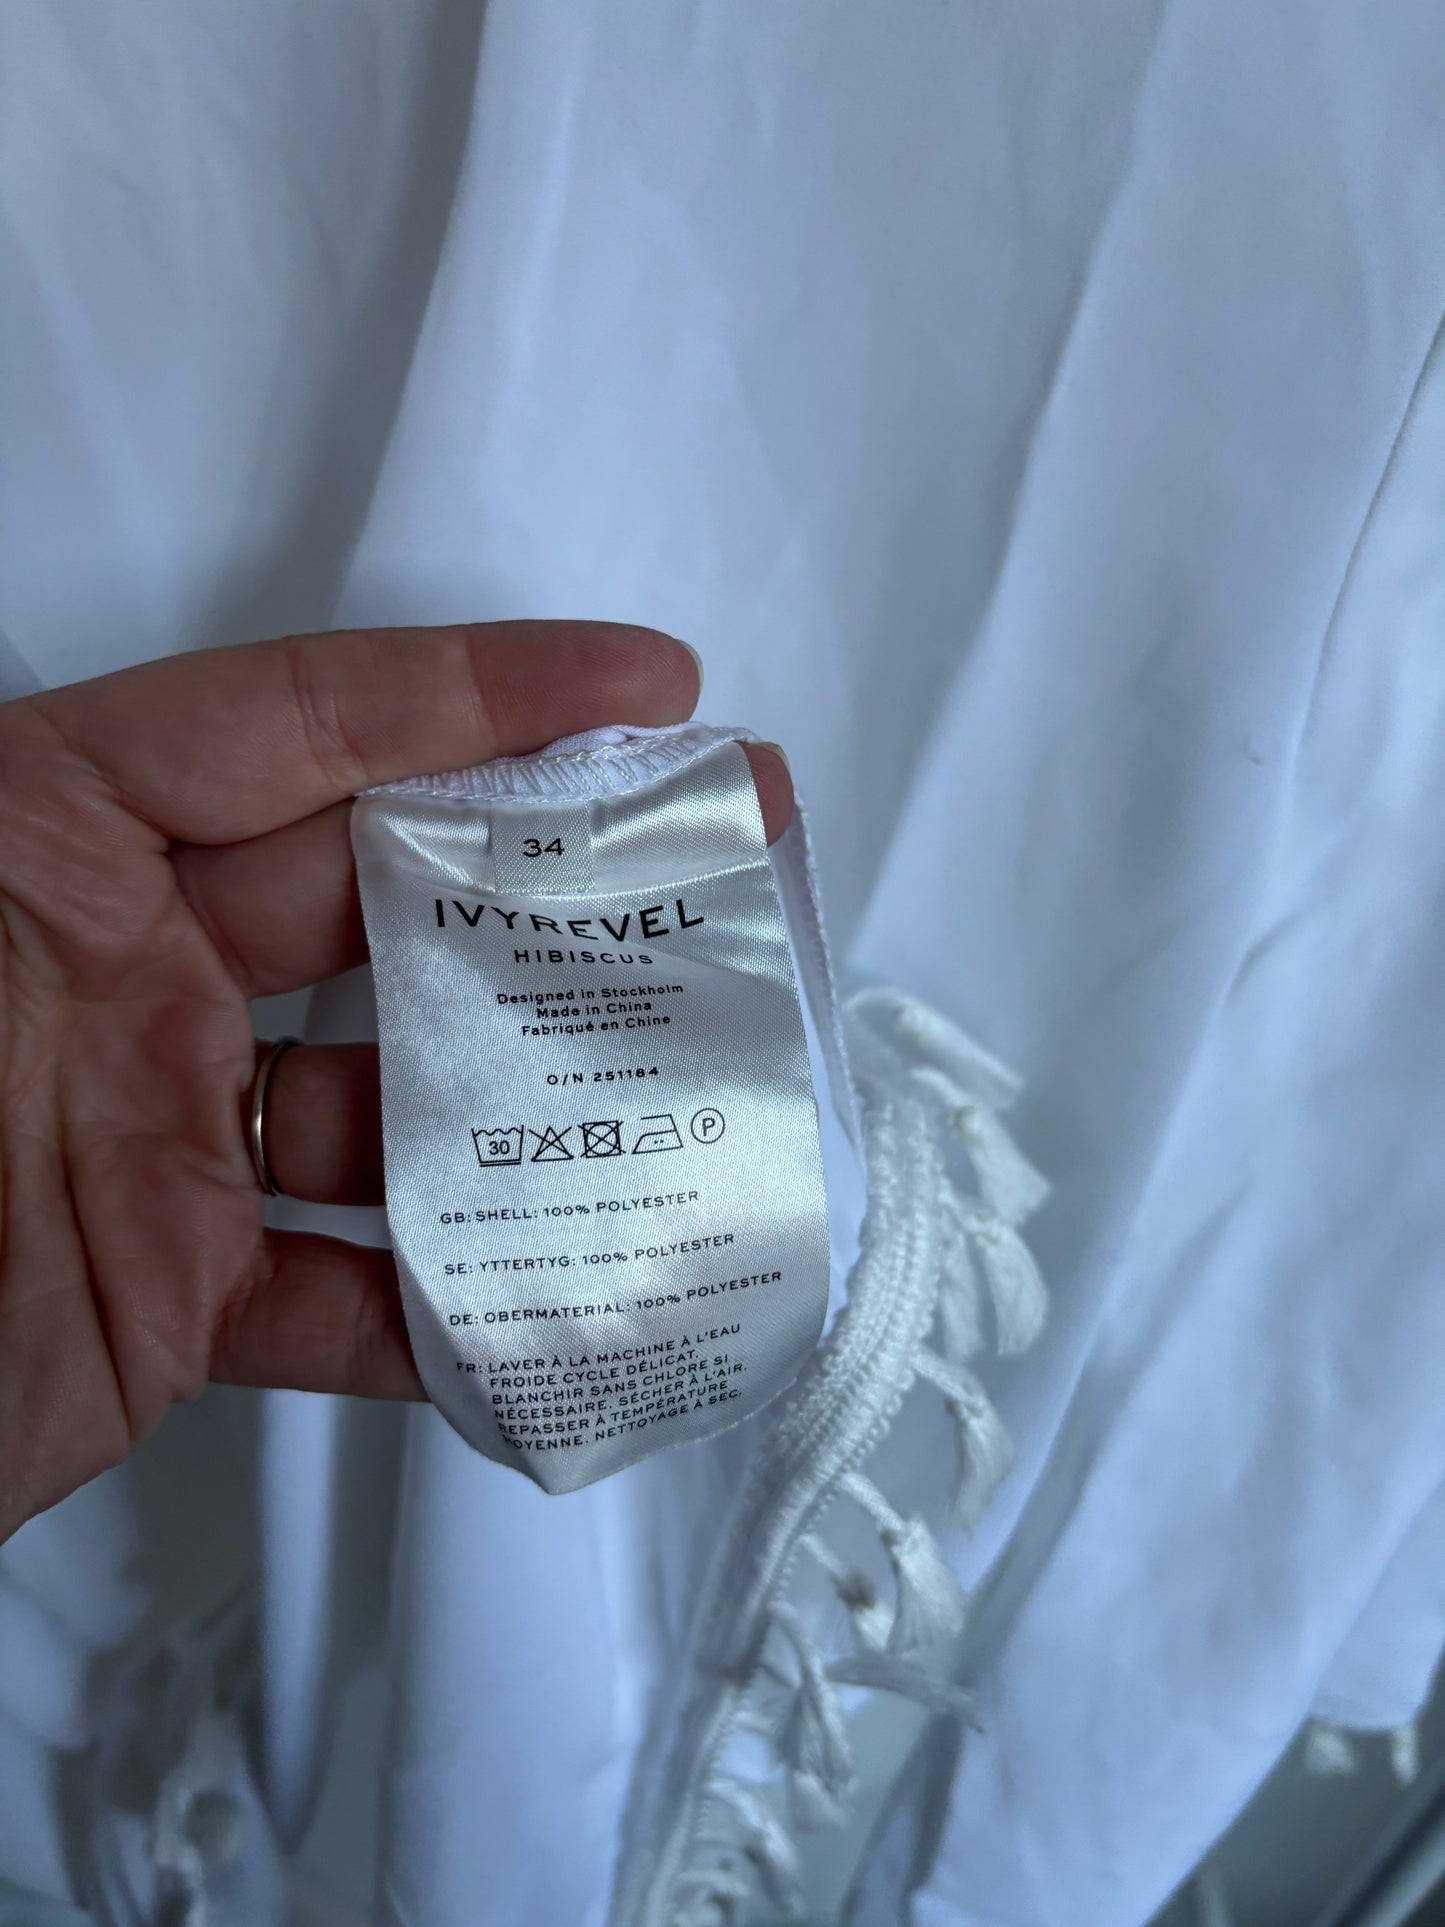 34
IVYREVEL
HIBISCUS
Designed in Stockholm
Made in China
Fabriqué en Chine
O/N 251184
30 P
GB: SHELL: 100% POLYESTER
SE: YTTERTYG: 100% POLYESTER
DE: OBERMATERIAL: 100% POLYESTER
FR: LAVER À LA MACHINE À L'EAU
FROIDE CYCLE DÉLICAT.
BLANCHIR SANS CHLORE SI
NÉCESSAIRE. SÉCHER À L'AIR.
REPASSER À TEMPÉRATURE
MOYENNE. NETTOYAGE À SEC.